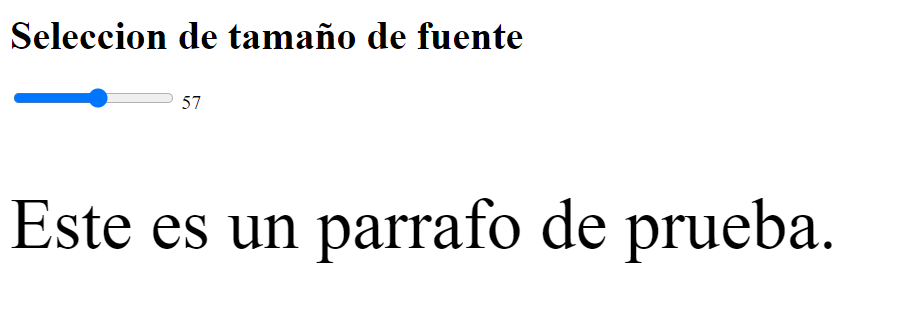 Seleccion de tamaño de fuente
57
Este es un parrafo de prueba.